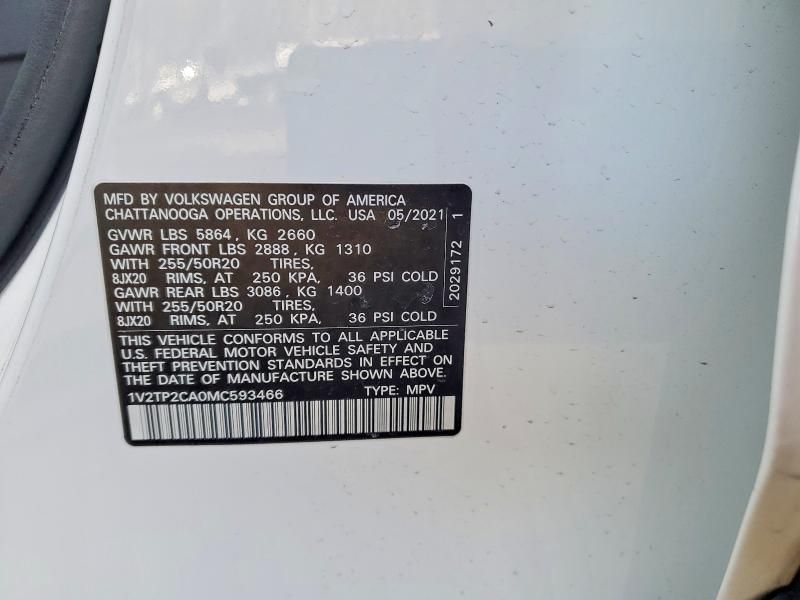 MFD BY VOLKSWAGEN GROUP OF AMERICA
CHATTANOOGA OPERATIONS, LLC. USA 05/2021
GVWR LBS 5864, KG 2660
GAWR FRONT LBS 2888, KG 1310
WITH 255/50R20 TIRES,
8JX20 RIMS, AT 250 KPA, 36 PSI COLD
GAWR REAR LBS 3086, KG 1400
WITH 255/50R20 TIRES,
8JX20 RIMS, AT 250 KPA, 36 PSI COLD
2029172 1
THIS VEHICLE CONFORMS TO ALL APPLICABLE
U.S. FEDERAL MOTOR VEHICLE SAFETY AND
THEFT PREVENTION STANDARDS IN EFFECT ON
THE DATE OF MANUFACTURE SHOWN ABOVE.
1V2TP2CA0MC593466 TYPE: MPV